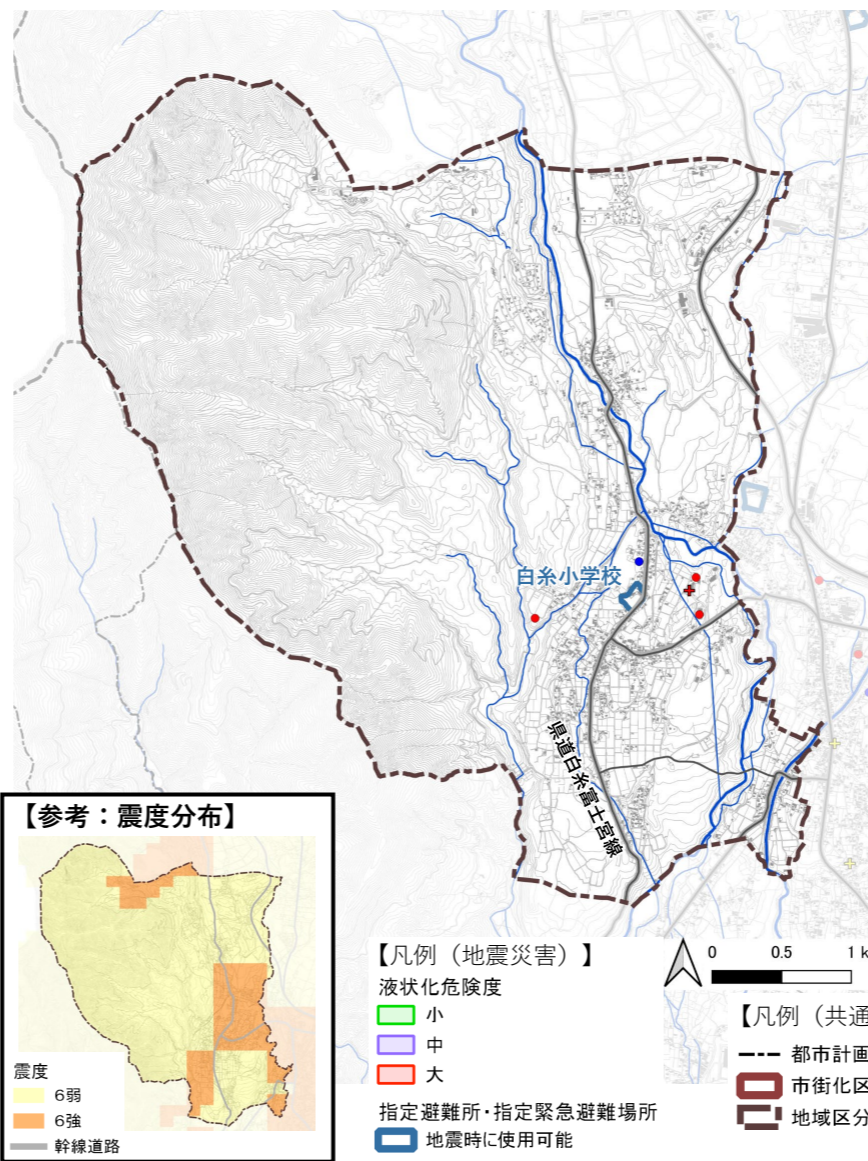 白糸小学校
県道白糸富士宮線
【参考：震度分布】
震度
6弱
6強
幹線道路
【凡例（地震災害）】
液状化危険度
小
中
大
指定避難所・指定緊急避難場所
地震時に使用可能
0 0.5 1 k
【凡例（共通
都市計画
市街化区
地域区分